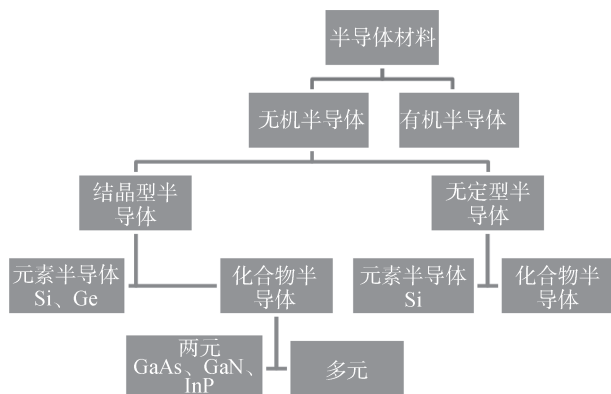 半导体材料
无机半导体
有机半导体
结晶型半
导体
无定型半
导体
元素半导体
Si、Ge
化合物半
导体
元素半导体
Si
化合物半
导体
两元
GaAs、GaN、
InP
多元